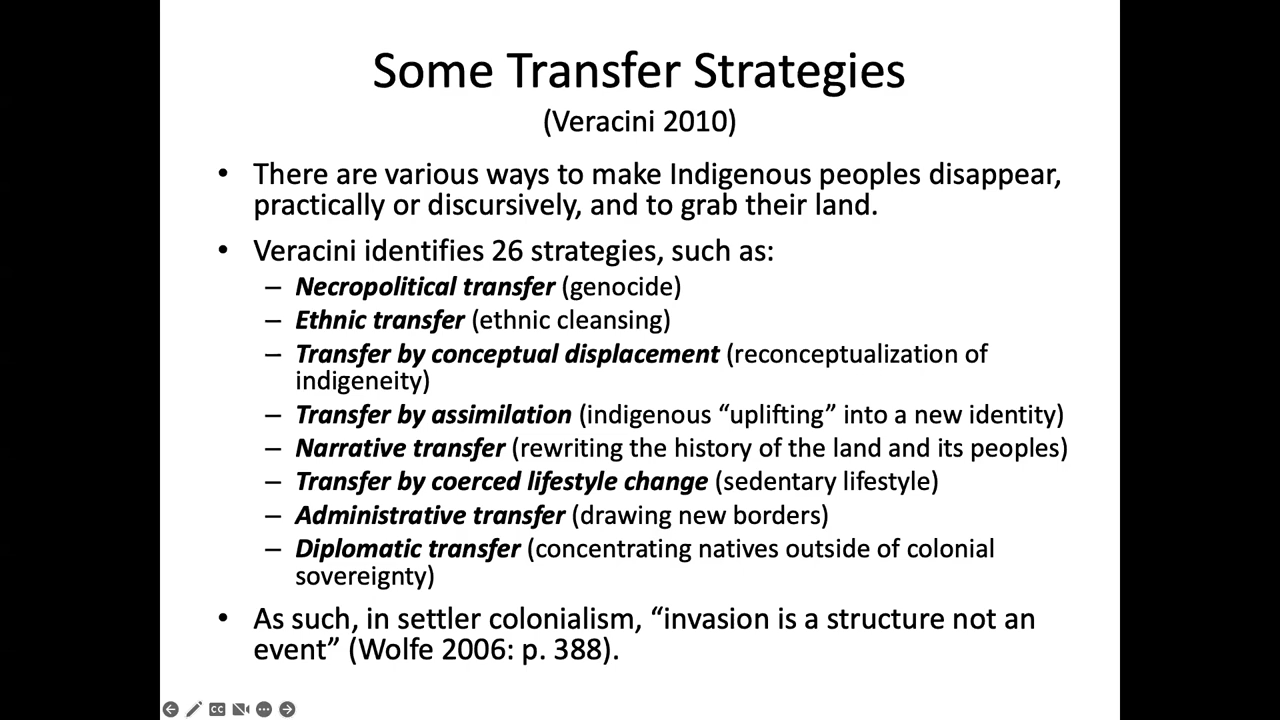 Some Transfer Strategies
(Veracini 2010)
• There are various ways to make Indigenous peoples disappear,
practically or discursively, and to grab their land.
• Veracini identifies 26 strategies, such as:
– Necropolitical transfer (genocide)
– Ethnic transfer (ethnic cleansing)
– Transfer by conceptual displacement (reconceptualization of
indigeneity)
– Transfer by assimilation (indigenous “uplifting” into a new identity)
– Narrative transfer (rewriting the history of the land and its peoples)
– Transfer by coerced lifestyle change (sedentary lifestyle)
– Administrative transfer (drawing new borders)
– Diplomatic transfer (concentrating natives outside of colonial
sovereignty)
• As such, in settler colonialism, “invasion is a structure not an
event” (Wolfe 2006: p. 388).
CC